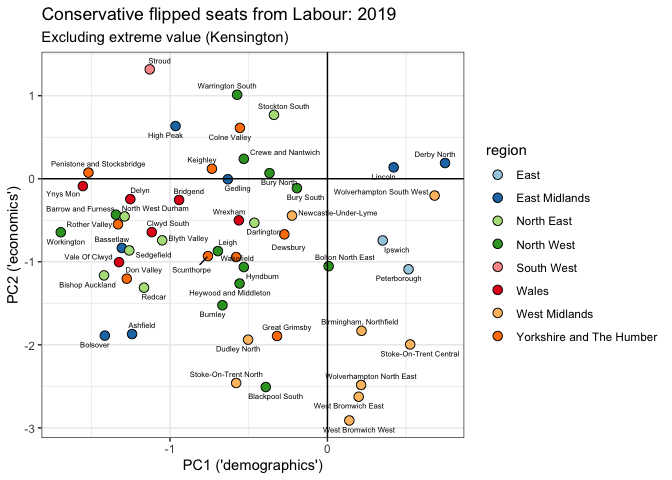 Conservative flipped seats from Labour: 2019
Excluding extreme value (Kensington)
Stroud
Warrington South
Stockton South
High Peak
Colne Valley
Crewe and Nantwich
Derby North
Penistone and Stocksbridge
Keighley
Lincoln
Ynys Mon
Delyn
Bridgend
Gedling
Bury North
Bury South
Wolverhampton South West
Barrow and Furness
North West Durham
Wrexham
Newcastle-Under-Lyme
Rother Valley
Clwyd South
Darlington
Workington
Bassetlaw
Blyth Valley
Leigh
Dewsbury
Ipswich
Vale Of Clwyd
Sedgefield
Wakefield
Bolton North East
Don Valley
Scunthorpe
Hyndburn
Peterborough
Bishop Auckland
Redcar
Heywood and Middleton
Burnley
Ashfield
Great Grimsby
Birmingham, Northfield
Bolsover
Dudley North
Stoke-On-Trent Central
Stoke-On-Trent North
Wolverhampton North East
Blackpool South
West Bromwich East
West Bromwich West
1
0
-1
-2
-3
-1
0
PC1 ('demographics')
PC2 ('economics')
region
East
East Midlands
North East
North West
South West
Wales
West Midlands
Yorkshire and The Humber